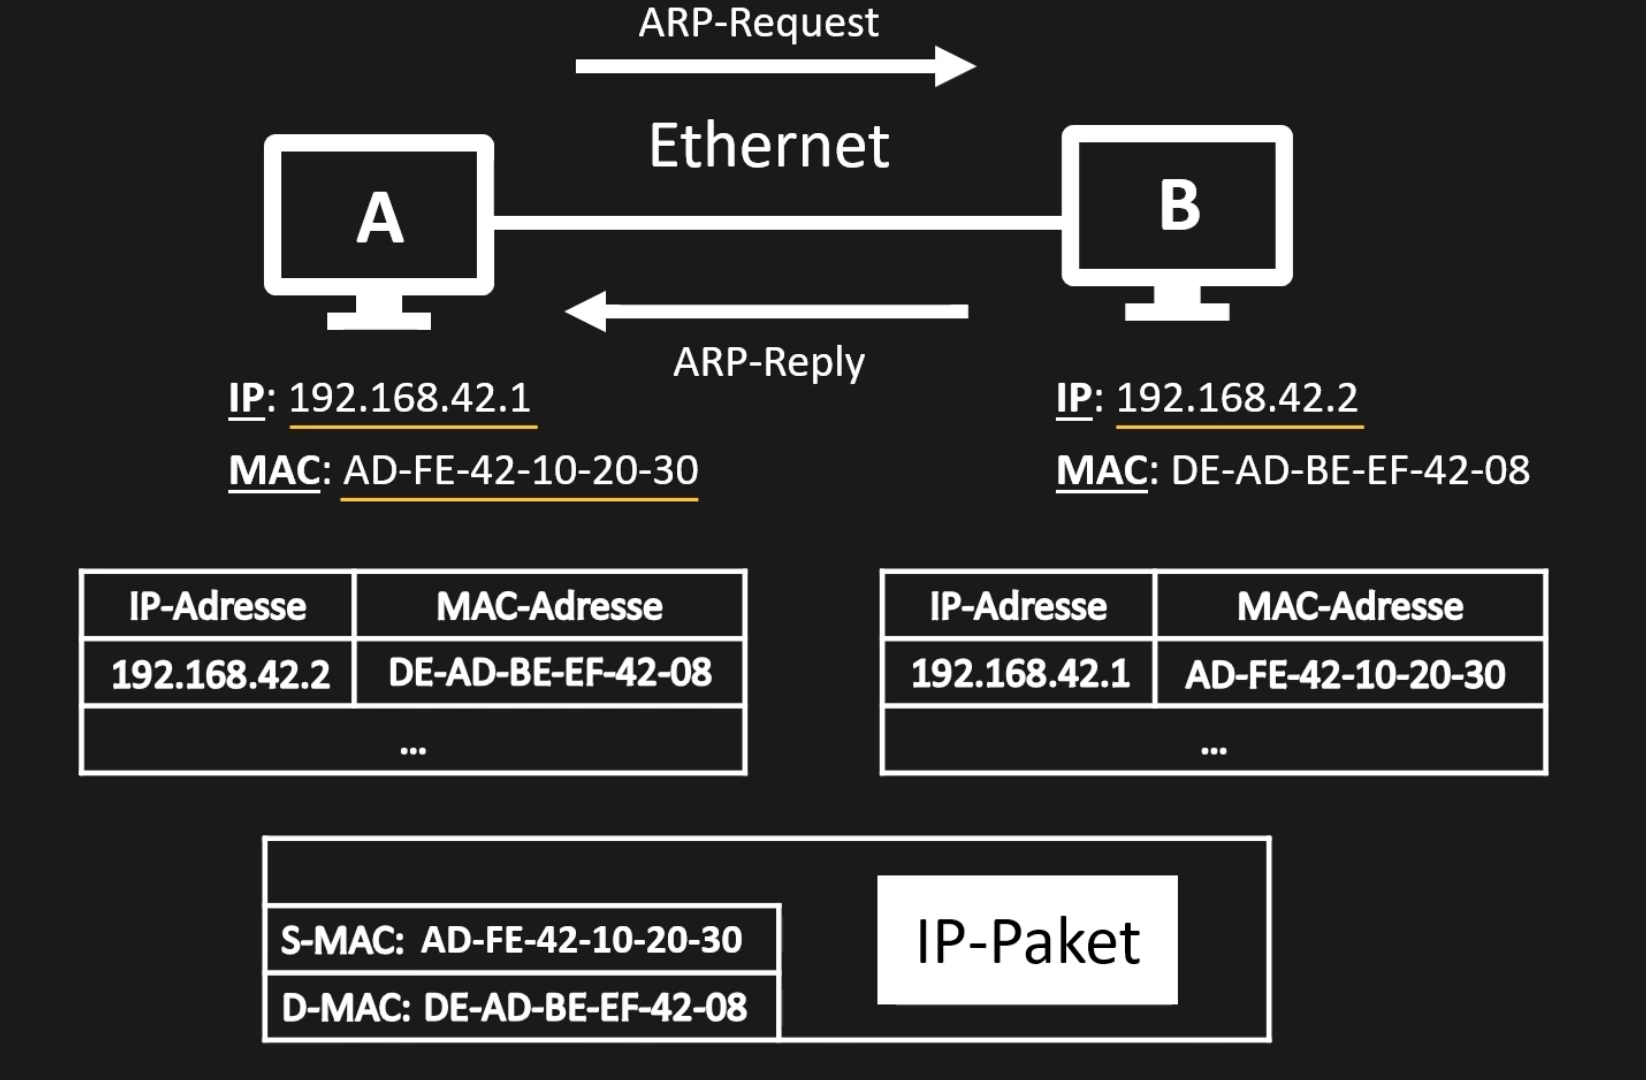 ARP-Request
Ethernet
A
B
ARP-Reply
IP: 192.168.42.1
MAC: AD-FE-42-10-20-30
IP: 192.168.42.2
MAC: DE-AD-BE-EF-42-08
IP-Adresse MAC-Adresse
192.168.42.2 DE-AD-BE-EF-42-08
...
IP-Adresse MAC-Adresse
192.168.42.1 AD-FE-42-10-20-30
...
S-MAC: AD-FE-42-10-20-30
D-MAC: DE-AD-BE-EF-42-08
IP-Paket